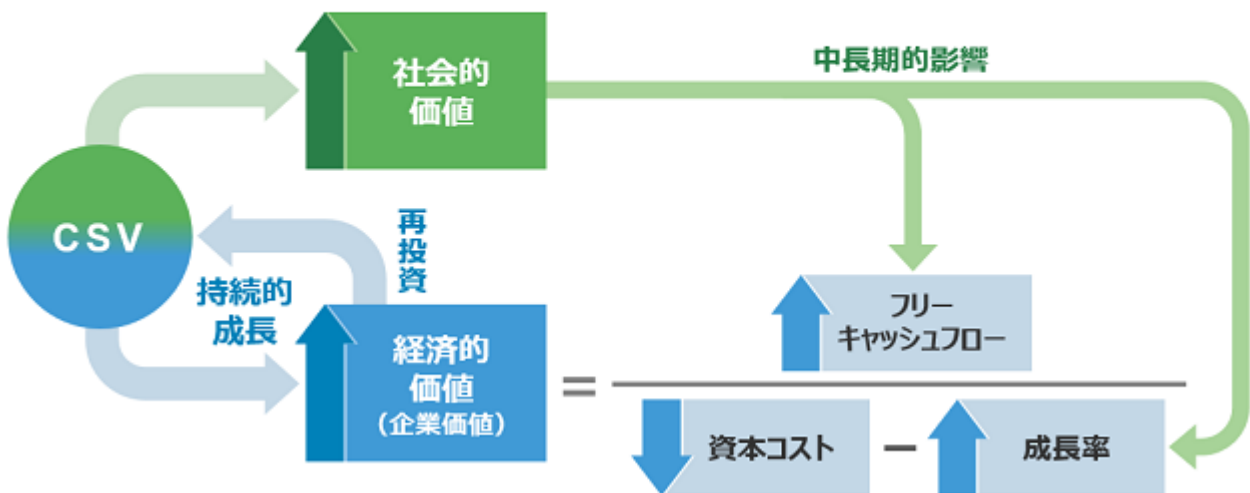 社会的
価値
中長期的影響
CSV
再
投
資
持続的
成長
経済的
価値
(企業価値)
=
フリー
キャッシュフロー
資本コスト
−
成長率